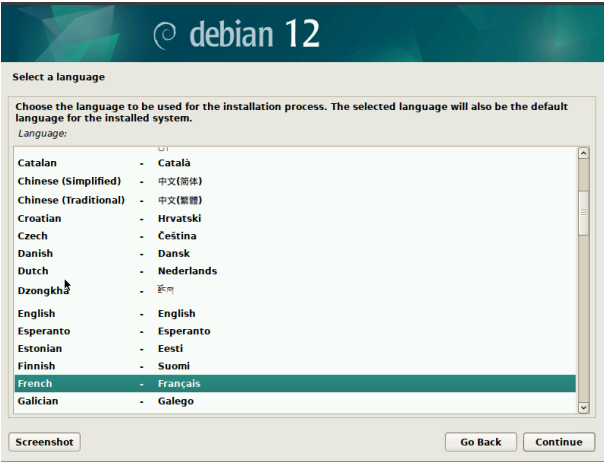 debian 12
Select a language
Choose the language to be used for the installation process. The selected language will also be the default
language for the installed system.
Language:
Catalan - Català
Chinese (Simplified) - 中文(简体)
Chinese (Traditional) - 中文(繁體)
Croatian - Hrvatski
Czech - Čeština
Danish - Dansk
Dutch - Nederlands
Dzongkha - རྫོང་ཁ།
English - English
Esperanto - Esperanto
Estonian - Eesti
Finnish - Suomi
French - Français
Galician - Galego
Screenshot Go Back Continue